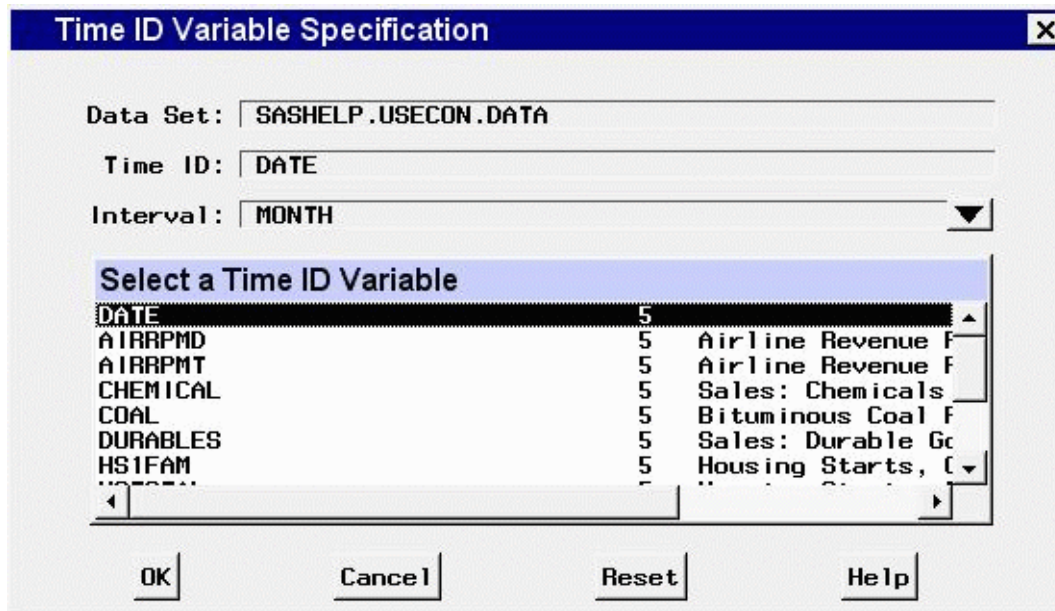 Time ID Variable Specification
Data Set: SASHELP.USECON.DATA
Time ID: DATE
Interval: MONTH
Select a Time ID Variable
DATE 5
AIRRPMD 5 Airline Revenue
AIRRPMT 5 Airline Revenue
CHEMICAL 5 Sales: Chemicals
COAL 5 Bituminous Coal
DURABLES 5 Sales: Durable
HS1FAM 5 Housing Starts,
OK Cancel Reset Help